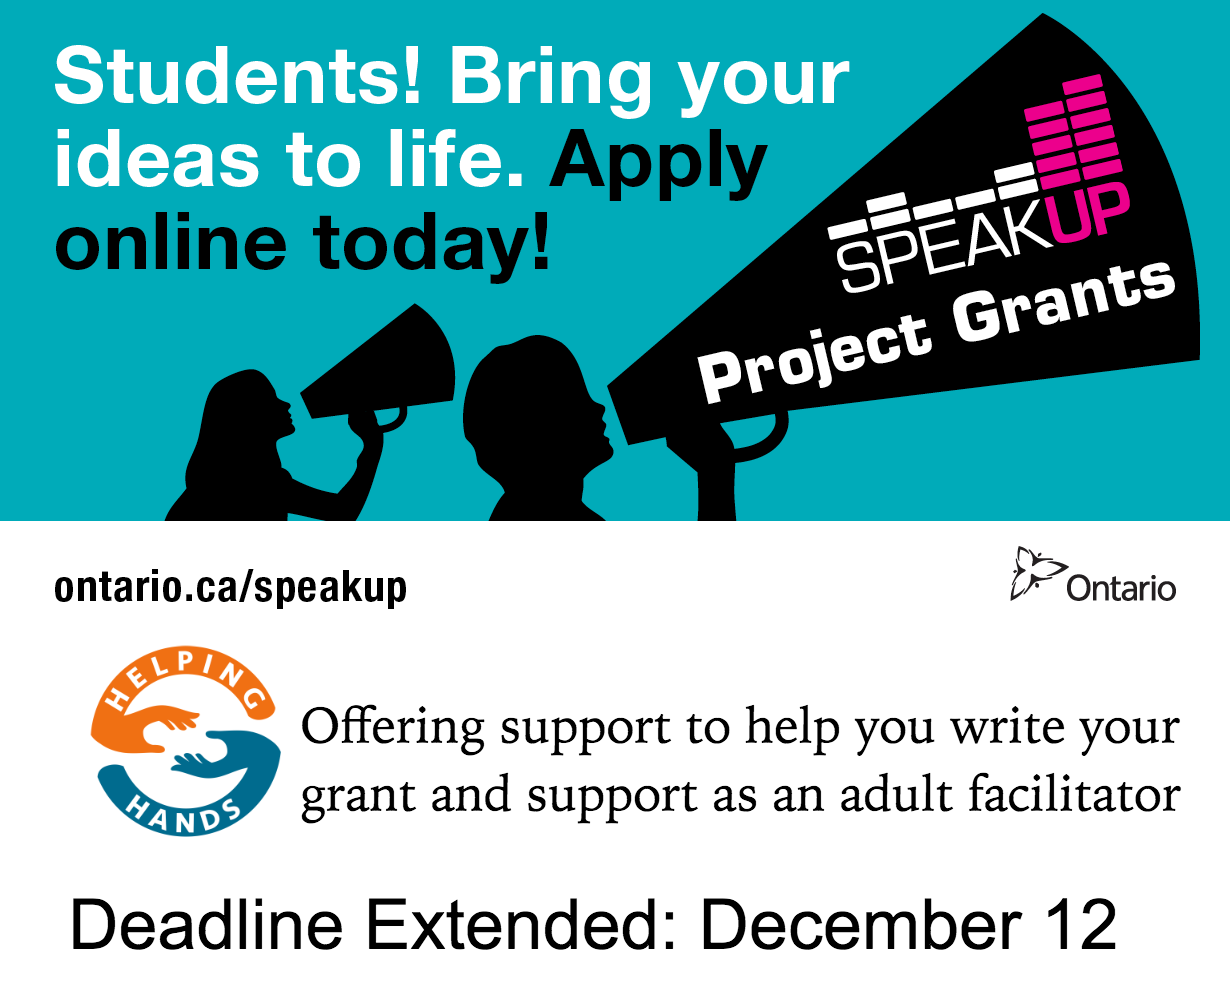 Students! Bring your
ideas to life. Apply
online today!
SPEAKUP
Project Grants
ontario.ca/speakup
Ontario
HELPING
HANDS
Offering support to help you write your
grant and support as an adult facilitator
Deadline Extended: December 12